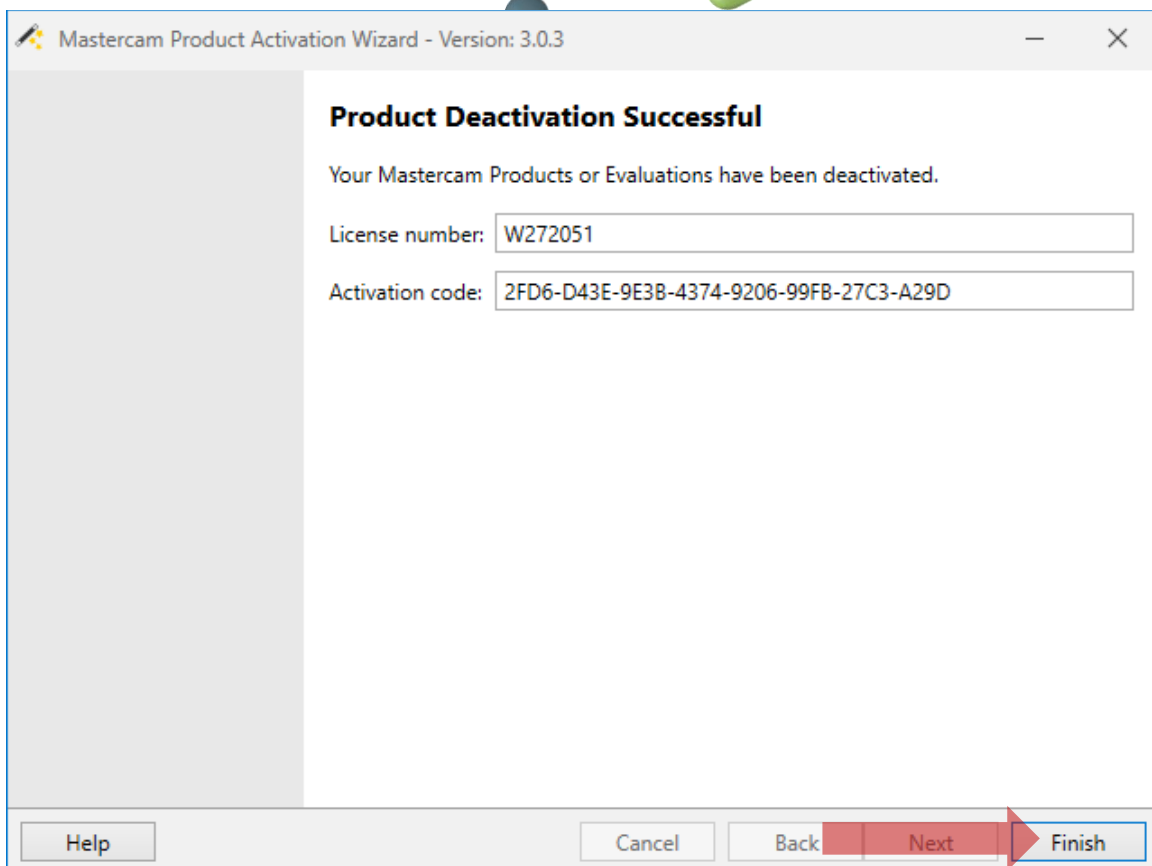 Mastercam Product Activation Wizard - Version: 3.0.3
Product Deactivation Successful
Your Mastercam Products or Evaluations have been deactivated.
License number: W272051
Activation code: 2FD6-D43E-9E3B-4374-9206-99FB-27C3-A29D
Help Cancel Back Next Finish